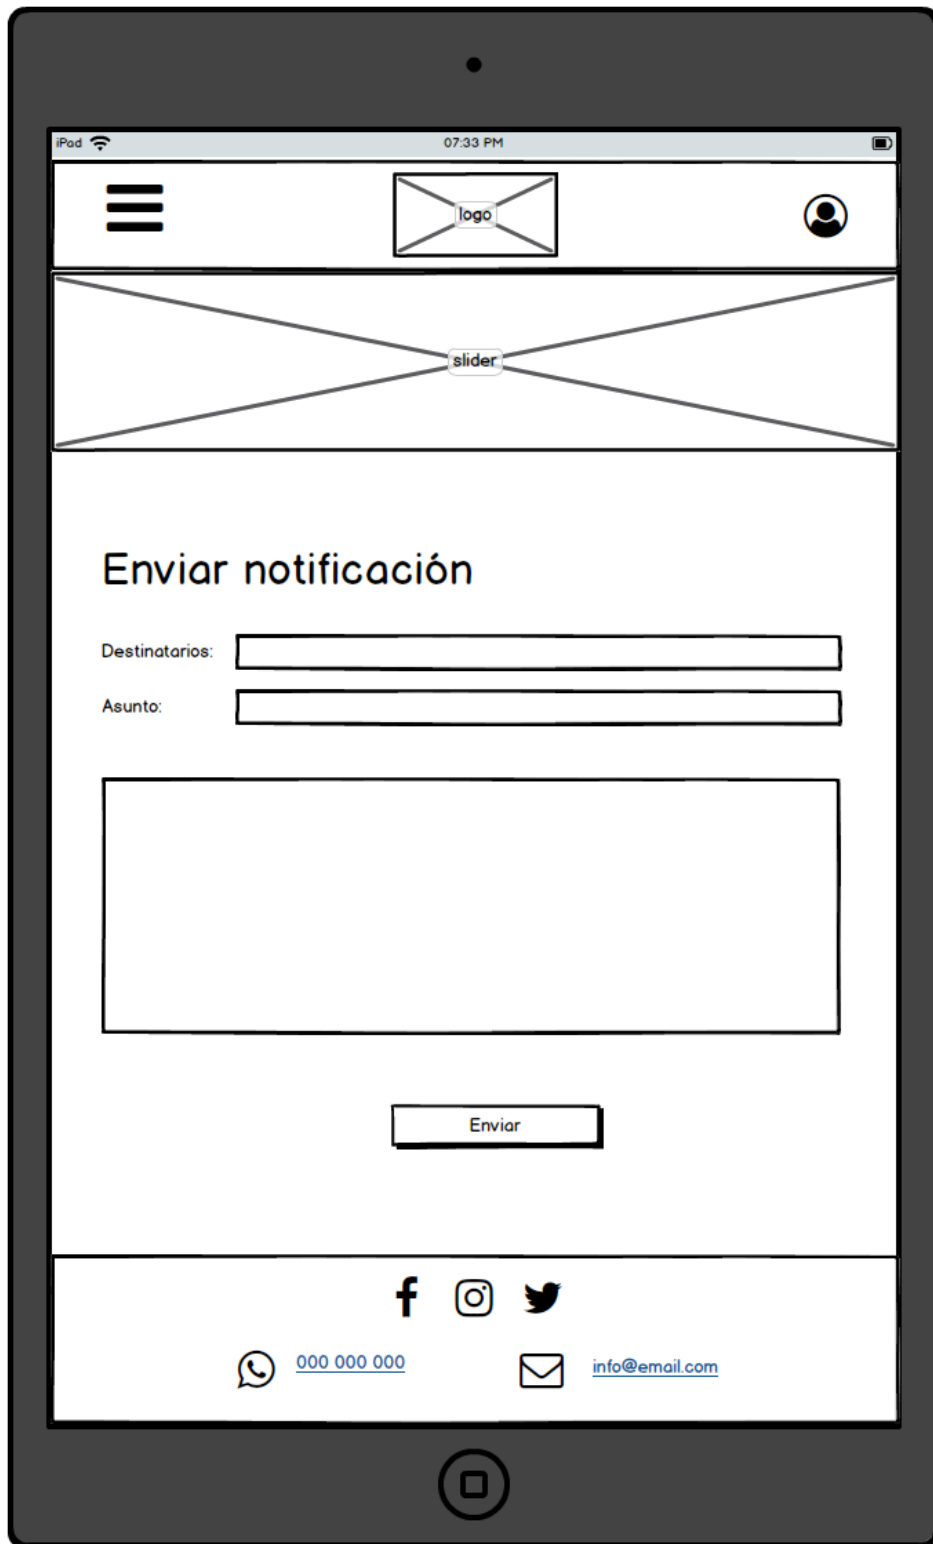 iPad 07:33 PM
logo
slider
Enviar notificación
Destinatarios:
Asunto:
Enviar
000 000 000 info@email.com